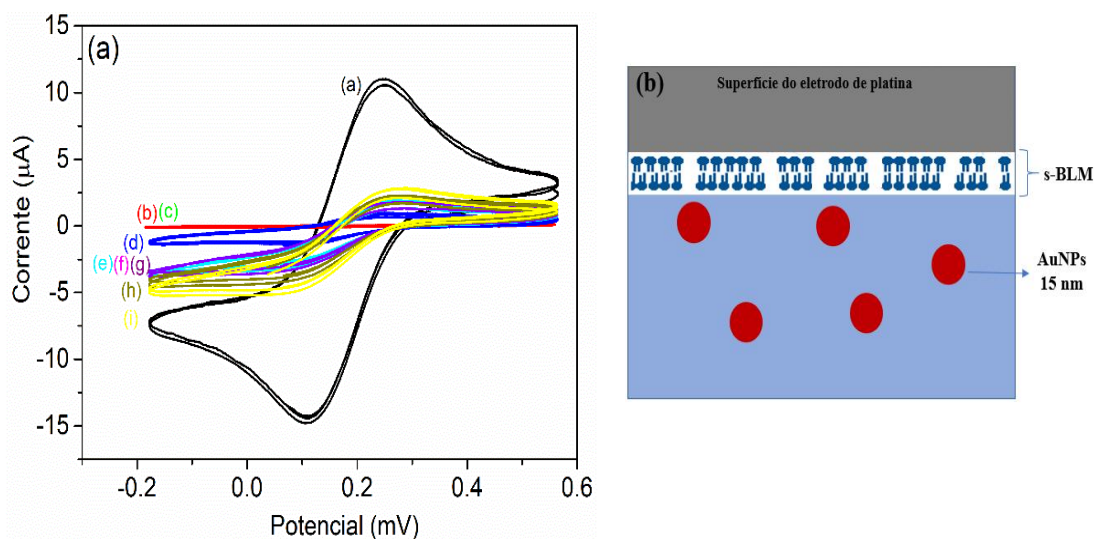 (a)
15
10
5
0
-5
-10
-15
Corrente (µA)
(a)
(b)(c)
(d)
(e)(f)(g)
(h)
(i)
-0.2 0.0 0.2 0.4 0.6
Potencial (mV)
(b)
Superfície do eletrodo de platina
s-BLM
AuNPs
15 nm